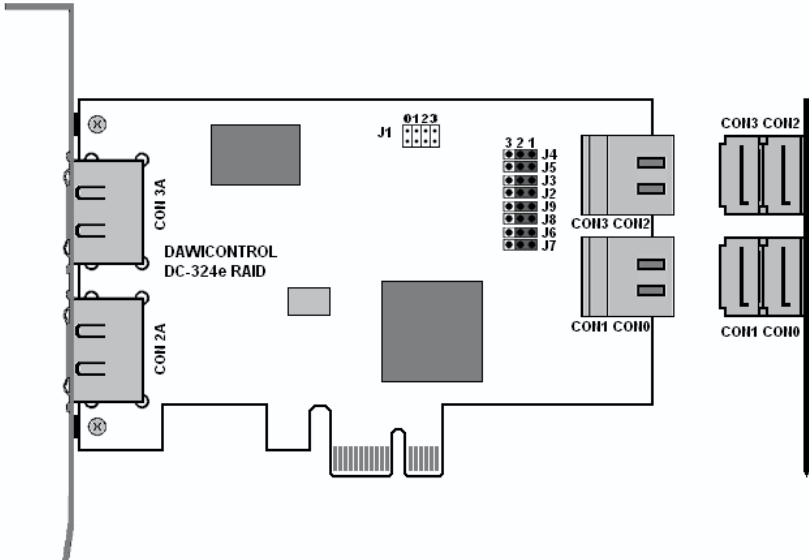 0123
J1
3 2 1
J4
J5
J3
J2
J9
J8
J6
J7
CON 3A
DAWICONTROL
DC-324e RAID
CON 2A
CON3 CON2
CON1 CON0
CON3 CON2
CON1 CON0